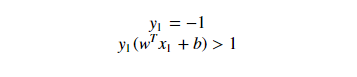 y₁ = −1
y₁(wᵀx₁ + b) > 1